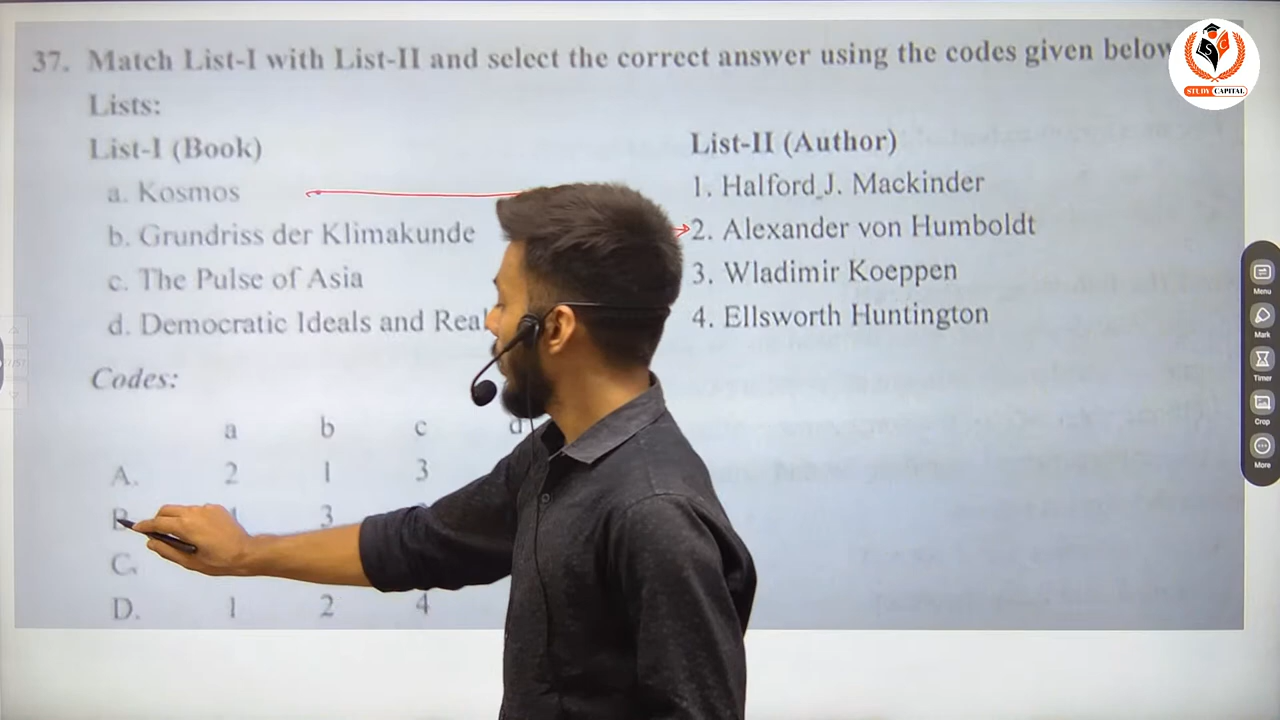 37. Match List-I with List-II and select the correct answer using the codes given below
Lists:
List-I (Book) List-II (Author)
a. Kosmos 1. Halford J. Mackinder
b. Grundriss der Klimakunde 2. Alexander von Humboldt
c. The Pulse of Asia 3. Wladimir Koeppen
d. Democratic Ideals and 4. Ellsworth Huntington
Codes:
a b c d
A. 2 1 3
B 3
C.
D. 1 2 4
SC
STUDY CAPITAL
Menu
Mark
Timer
Crop
More